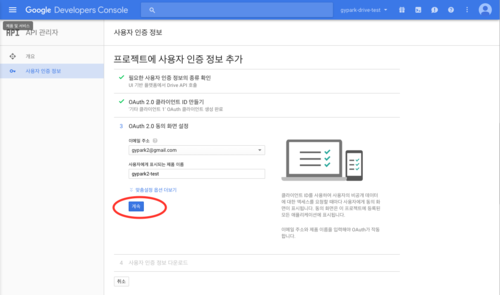 Google Developers Console
gypark-drive-test
제품 및 서비스
API API 관리자
사용자 인증 정보
개요
사용자 인증 정보
프로젝트에 사용자 인증 정보 추가
필요한 사용자 인증 정보의 종류 확인
UI 기반 플랫폼에서 Drive API 호출
OAuth 2.0 클라이언트 ID 만들기
'기타 클라이언트 1' OAuth 클라이언트 생성 완료
3 OAuth 2.0 동의 화면 설정
이메일 주소
gypark2@gmail.com
사용자에게 표시되는 제품 이름
gypark2-test
맞춤설정 옵션 더보기
계속
클라이언트 ID를 사용하여 사용자의 비공개 데이터
에 대한 액세스를 요청할 때마다 사용자에게 동의 화
면이 표시됩니다. 이 동의 화면은 이 프로젝트에 등록된
모든 애플리케이션에 표시됩니다.
이메일 주소와 제품 이름을 입력해야 OAuth가 작동
합니다.
4 사용자 인증 정보 다운로드
취소